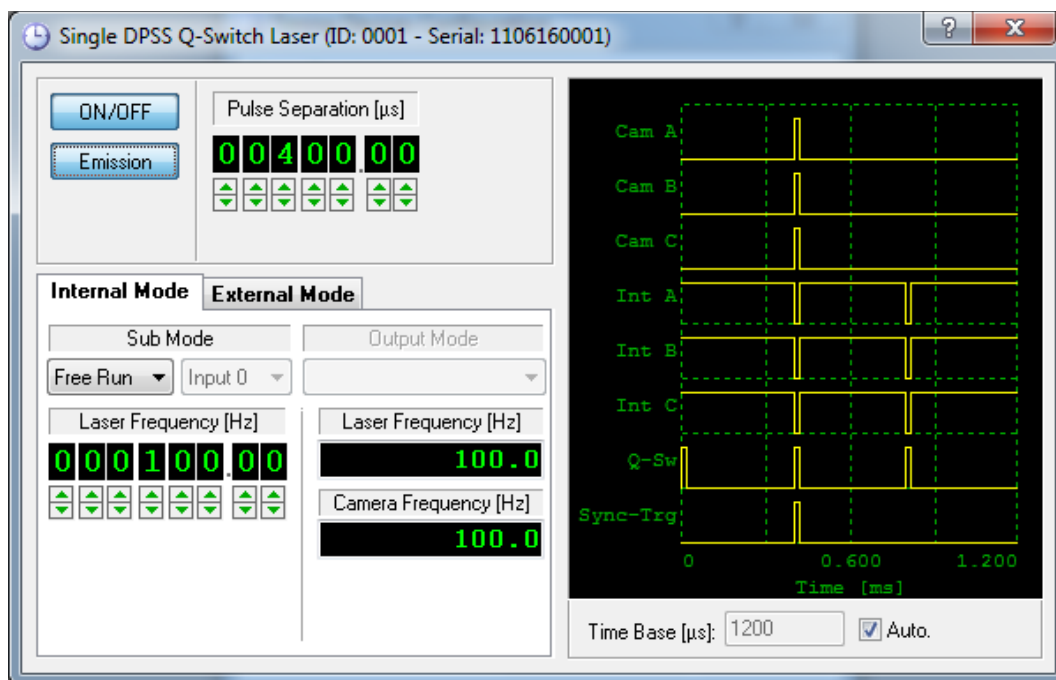 Single DPSS Q-Switch Laser (ID: 0001 - Serial: 1106160001)
ON/OFF
Emission
Pulse Separation [µs]
00400.00
Internal Mode
External Mode
Sub Mode
Output Mode
Free Run
Input 0
Laser Frequency [Hz]
000100.00
Laser Frequency [Hz]
100.0
Camera Frequency [Hz]
100.0
Cam A
Cam B
Cam C
Int A
Int B
Int C
Q-Sw
Sync-Trg
0 0.600 1.200
Time [ms]
Time Base [µs]: 1200 Auto.